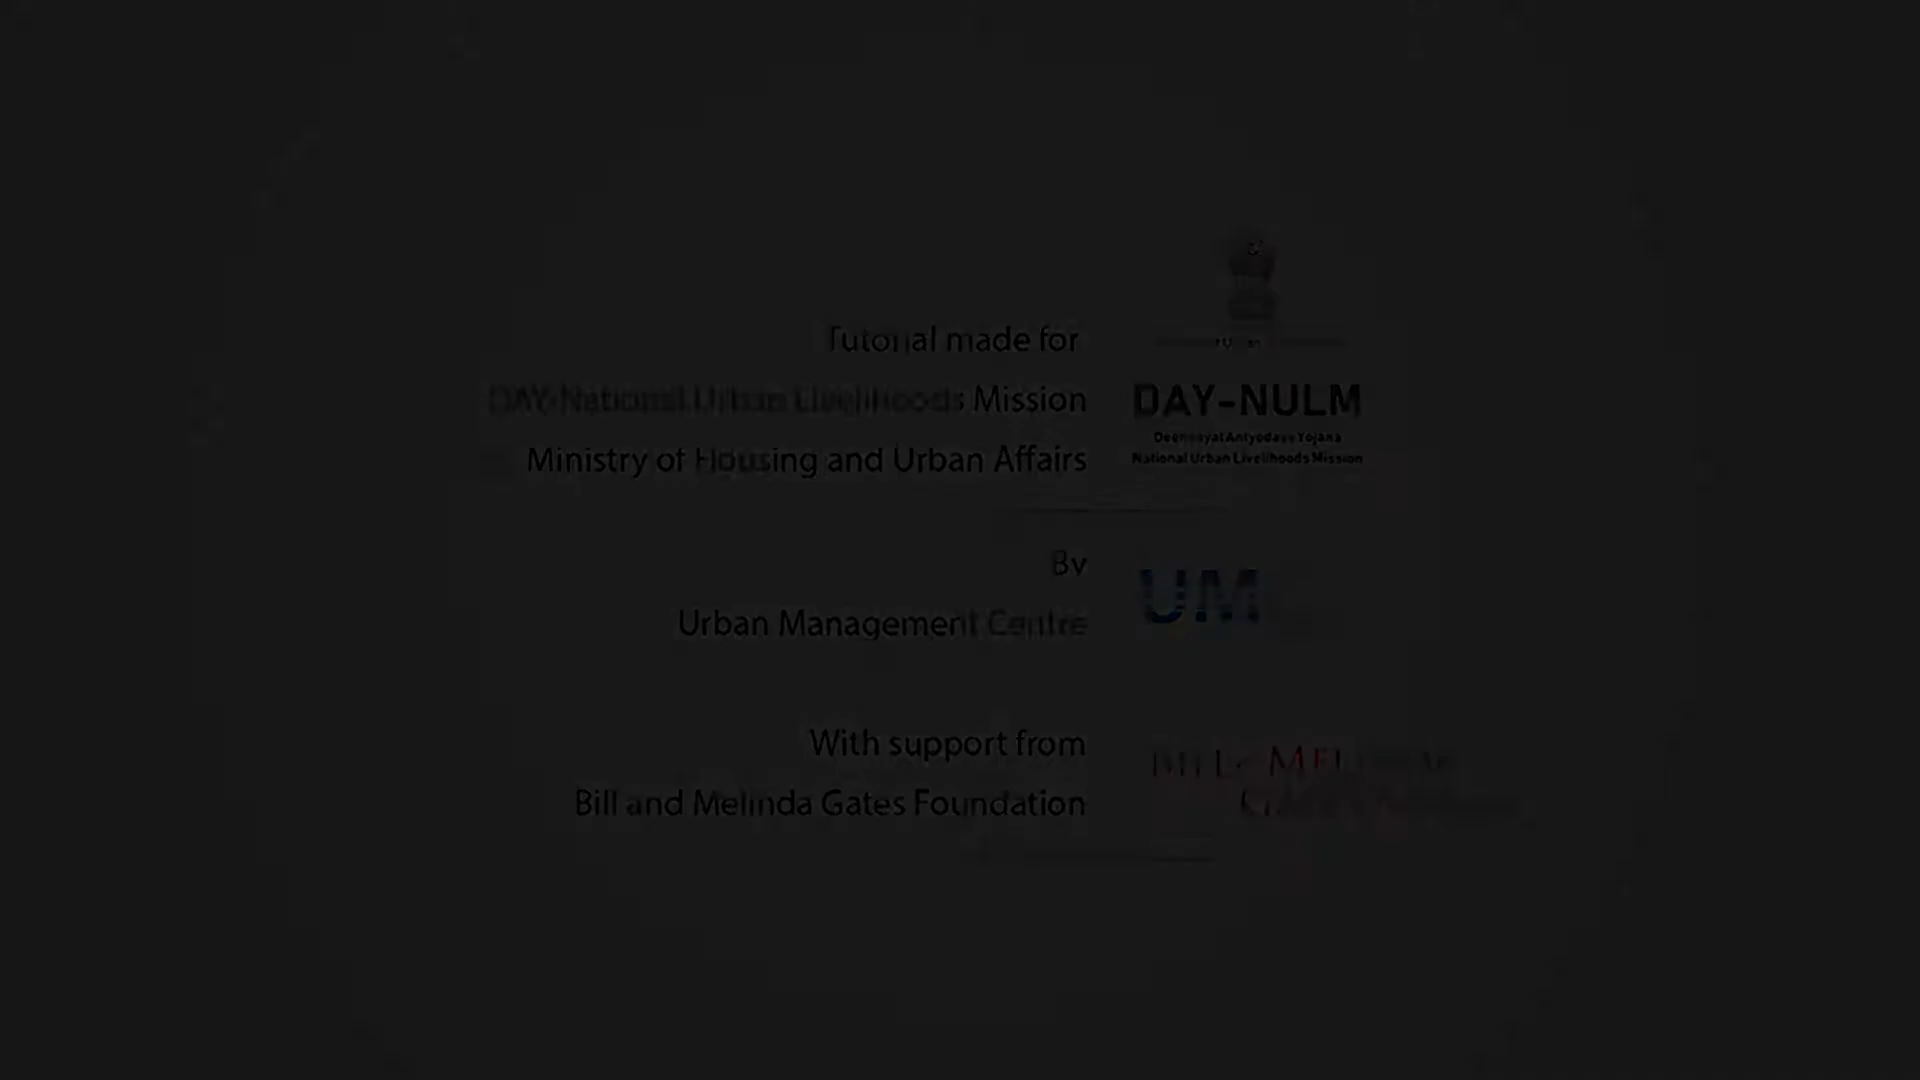 Tutorial made for
DAY-National Urban Livelihoods Mission
Ministry of Housing and Urban Affairs
DAY-NULM
Deendayal Antyodaya Yojana
National Urban Livelihoods Mission
By
Urban Management Centre
UM
With support from
Bill and Melinda Gates Foundation